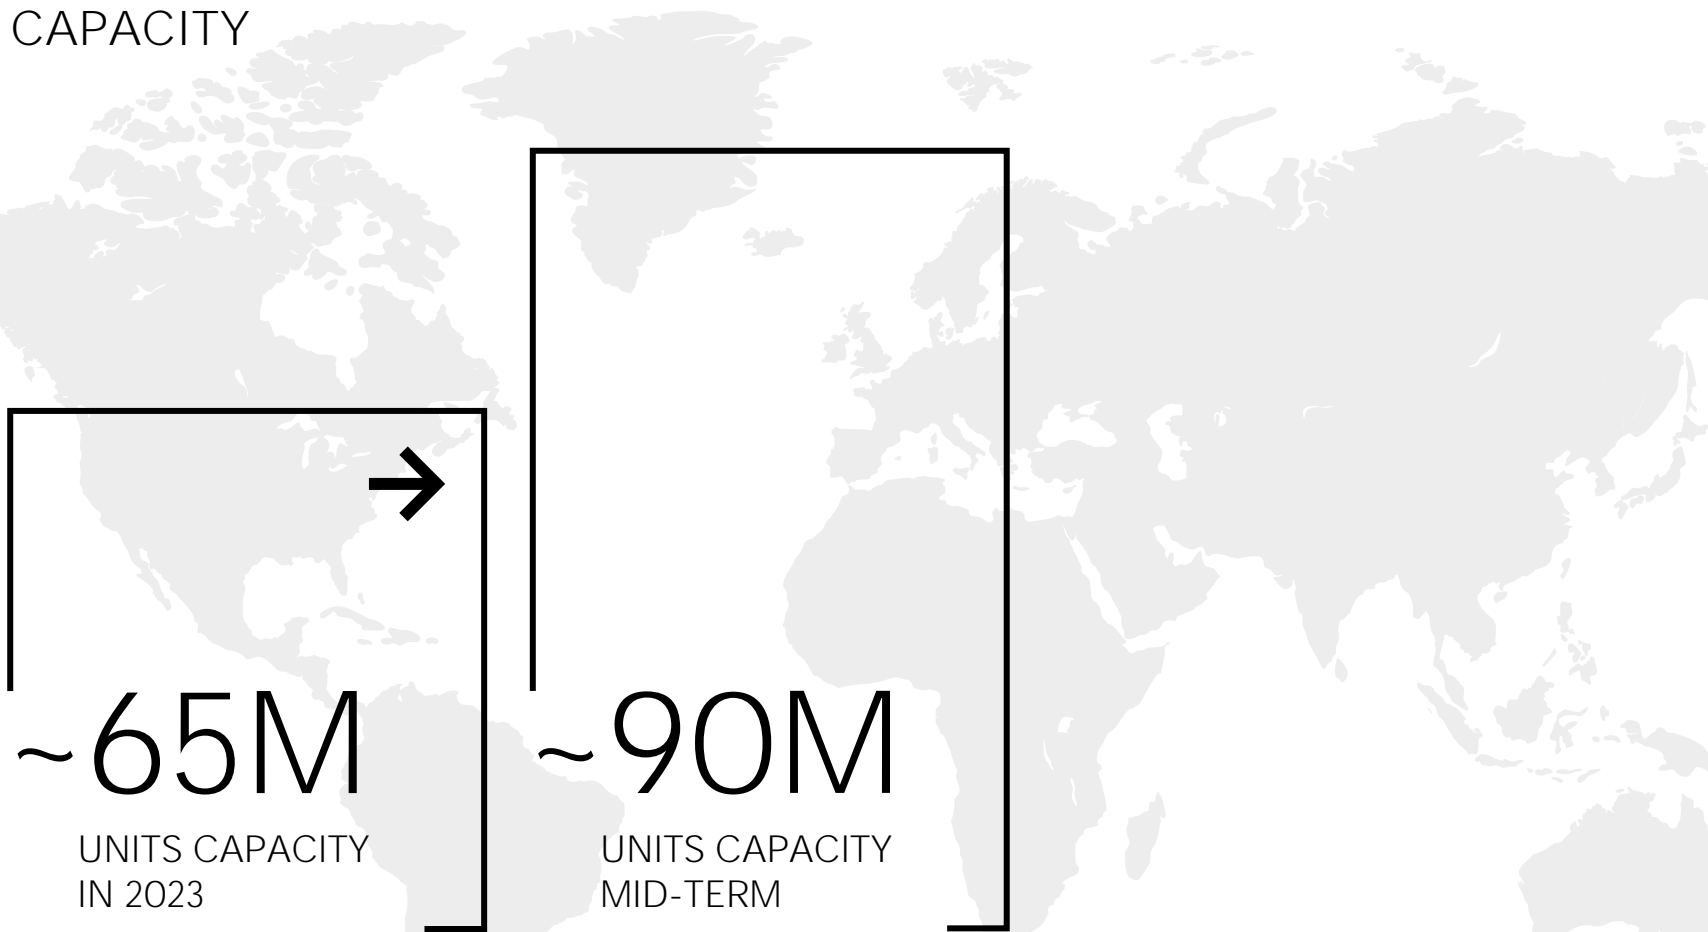 CAPACITY
~65M
UNITS CAPACITY
IN 2023
~90M
UNITS CAPACITY
MID-TERM